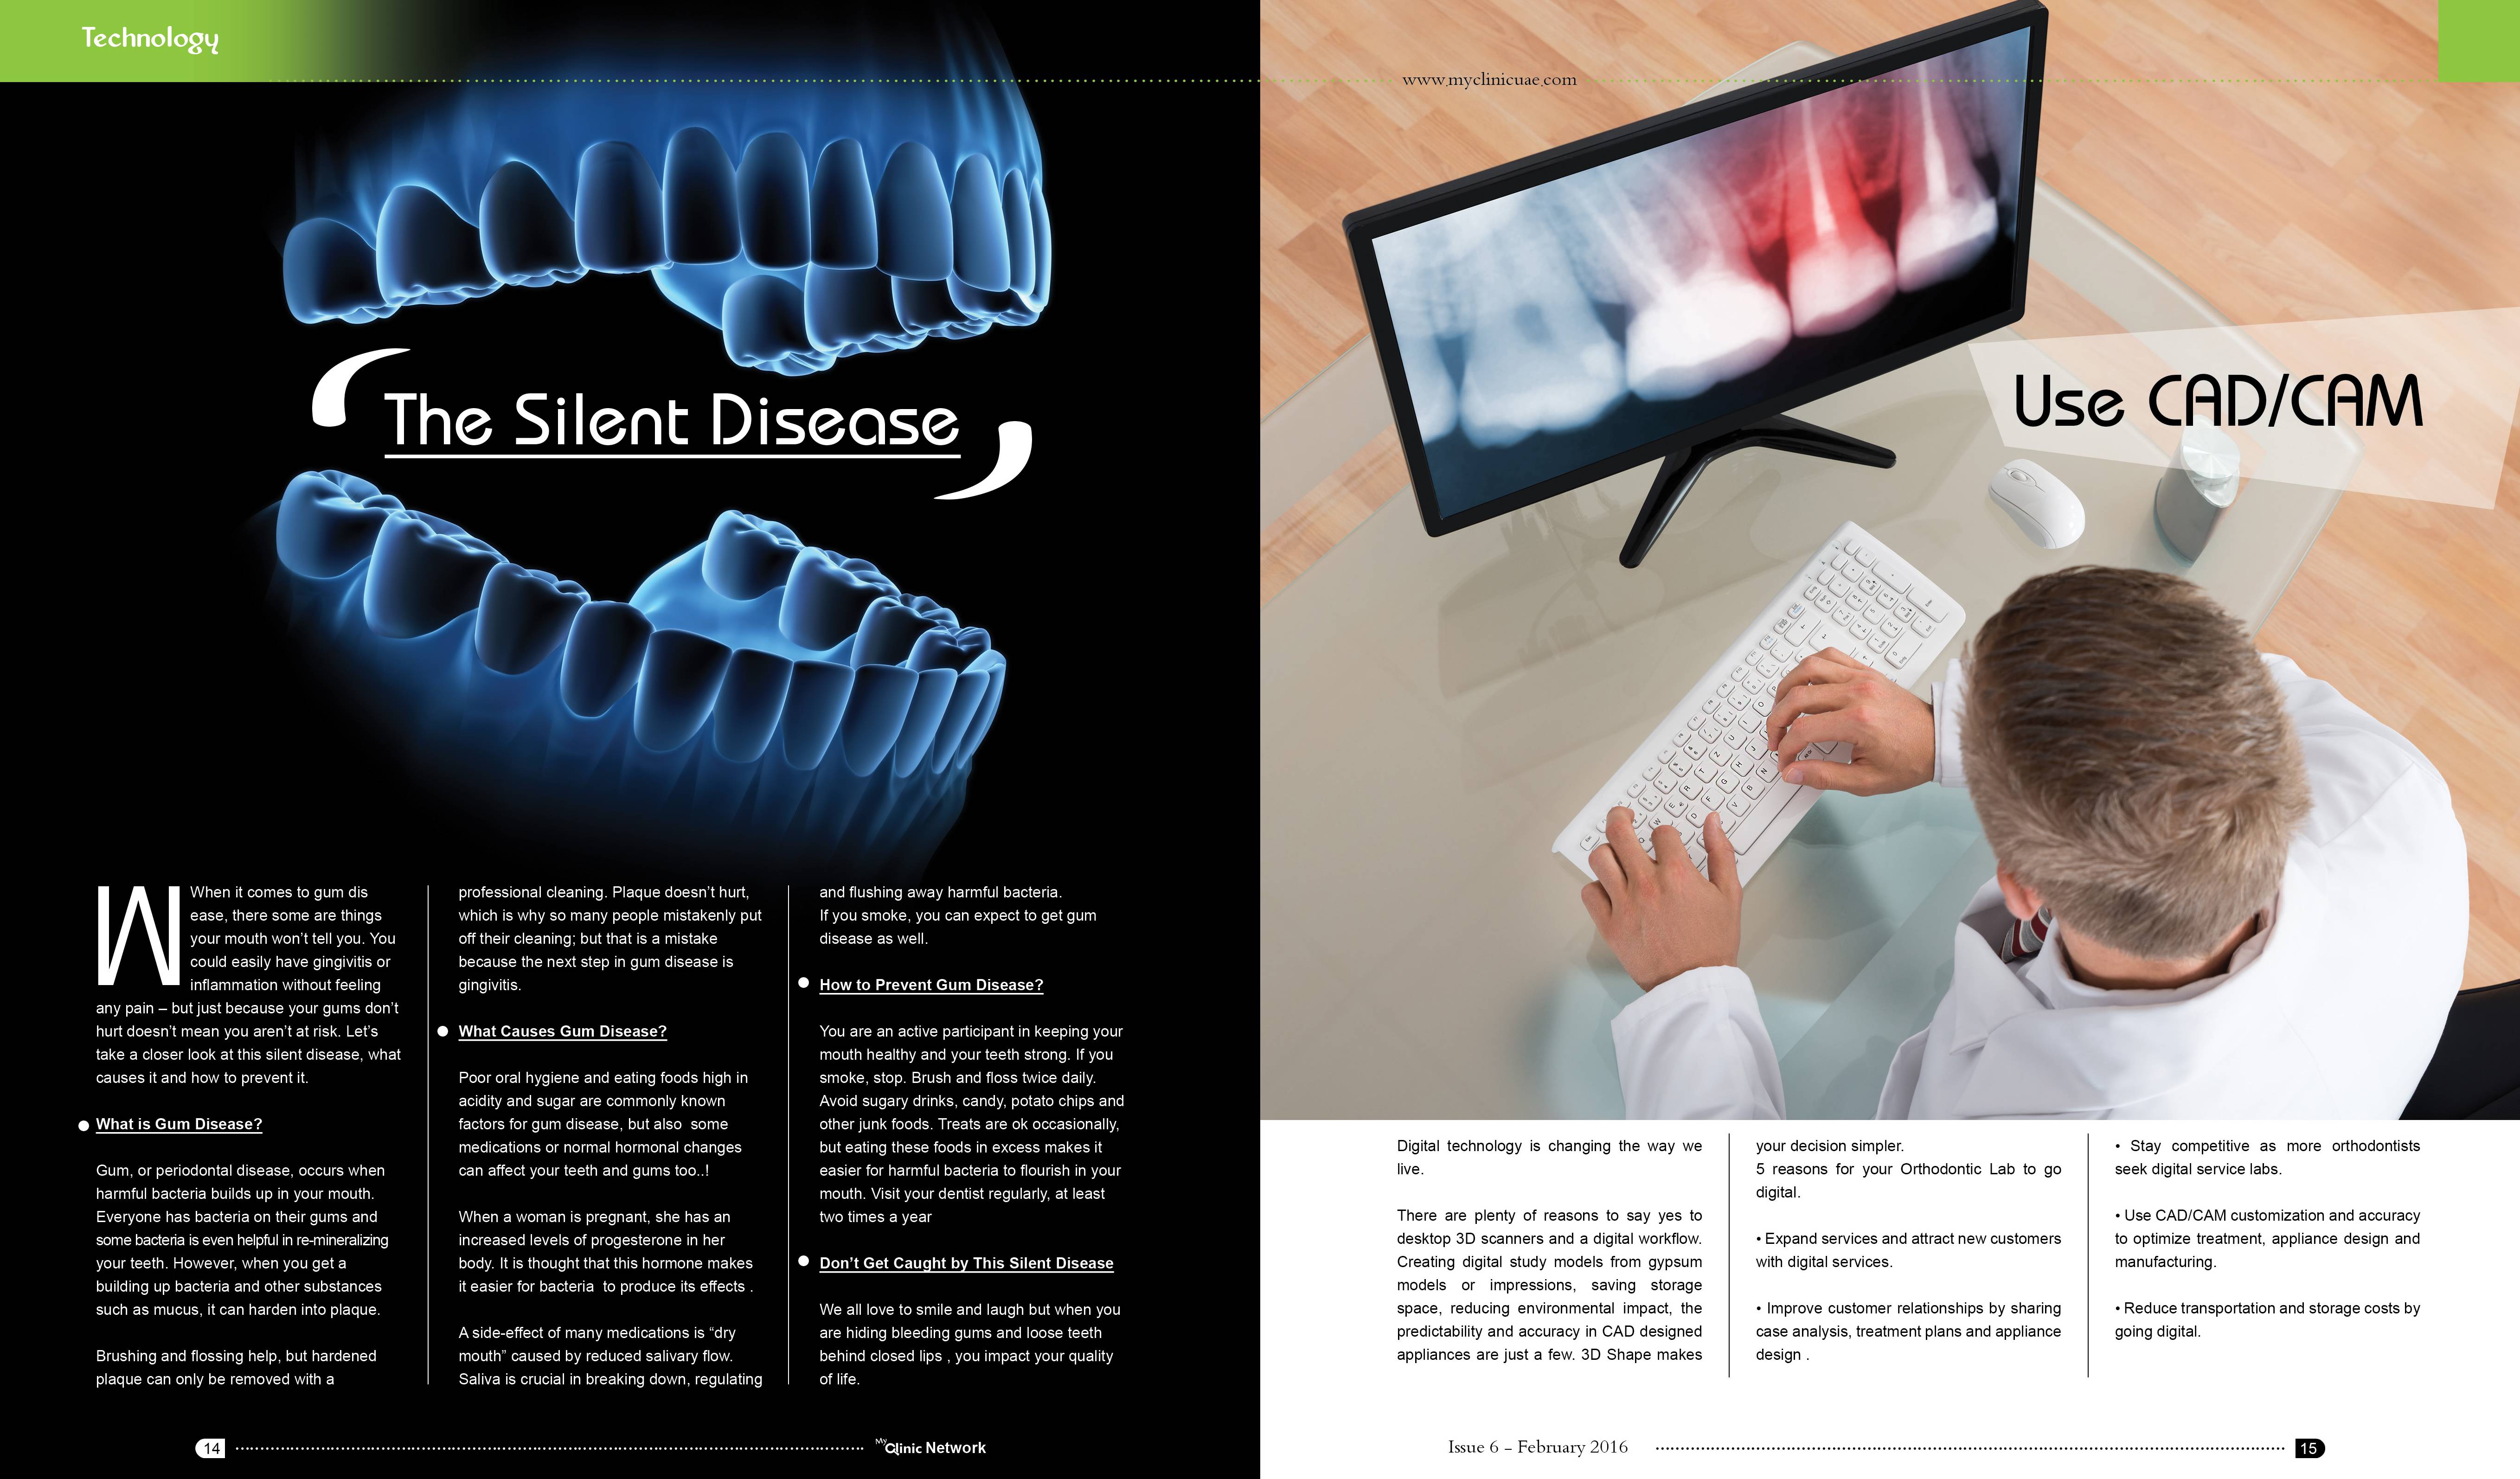 Technology
The Silent Disease
W
When it comes to gum dis
ease, there some are things
your mouth won't tell you. You
could easily have gingivitis or
inflammation without feeling
any pain – but just because your gums don't
hurt doesn't mean you aren't at risk. Let's
take a closer look at this silent disease, what
causes it and how to prevent it.
What is Gum Disease?
Gum, or periodontal disease, occurs when
harmful bacteria builds up in your mouth.
Everyone has bacteria on their gums and
some bacteria is even helpful in re-mineralizing
your teeth. However, when you get a
building up bacteria and other substances
such as mucus, it can harden into plaque.
Brushing and flossing help, but hardened
plaque can only be removed with a
professional cleaning. Plaque doesn't hurt,
which is why so many people mistakenly put
off their cleaning; but that is a mistake
because the next step in gum disease is
gingivitis.
What Causes Gum Disease?
Poor oral hygiene and eating foods high in
acidity and sugar are commonly known
factors for gum disease, but also  some
medications or normal hormonal changes
can affect your teeth and gums too..!
When a woman is pregnant, she has an
increased levels of progesterone in her
body. It is thought that this hormone makes
it easier for bacteria  to produce its effects .
A side-effect of many medications is “dry
mouth” caused by reduced salivary flow.
Saliva is crucial in breaking down, regulating
and flushing away harmful bacteria.
If you smoke, you can expect to get gum
disease as well.
How to Prevent Gum Disease?
You are an active participant in keeping your
mouth healthy and your teeth strong. If you
smoke, stop. Brush and floss twice daily.
Avoid sugary drinks, candy, potato chips and
other junk foods. Treats are ok occasionally,
but eating these foods in excess makes it
easier for harmful bacteria to flourish in your
mouth. Visit your dentist regularly, at least
two times a year
Don't Get Caught by This Silent Disease
We all love to smile and laugh but when you
are hiding bleeding gums and loose teeth
behind closed lips , you impact your quality
of life.
14
My Clinic Network
www.myclinicuae.com
Use CAD/CAM
Digital technology is changing the way we
live.
There are plenty of reasons to say yes to
desktop 3D scanners and a digital workflow.
Creating digital study models from gypsum
models or impressions, saving storage
space, reducing environmental impact, the
predictability and accuracy in CAD designed
appliances are just a few. 3D Shape makes
your decision simpler.
5 reasons for your Orthodontic Lab to go
digital.
• Expand services and attract new customers
with digital services.
• Improve customer relationships by sharing
case analysis, treatment plans and appliance
design .
• Stay competitive as more orthodontists
seek digital service labs.
• Use CAD/CAM customization and accuracy
to optimize treatment, appliance design and
manufacturing.
• Reduce transportation and storage costs by
going digital.
Issue 6 – February 2016
15